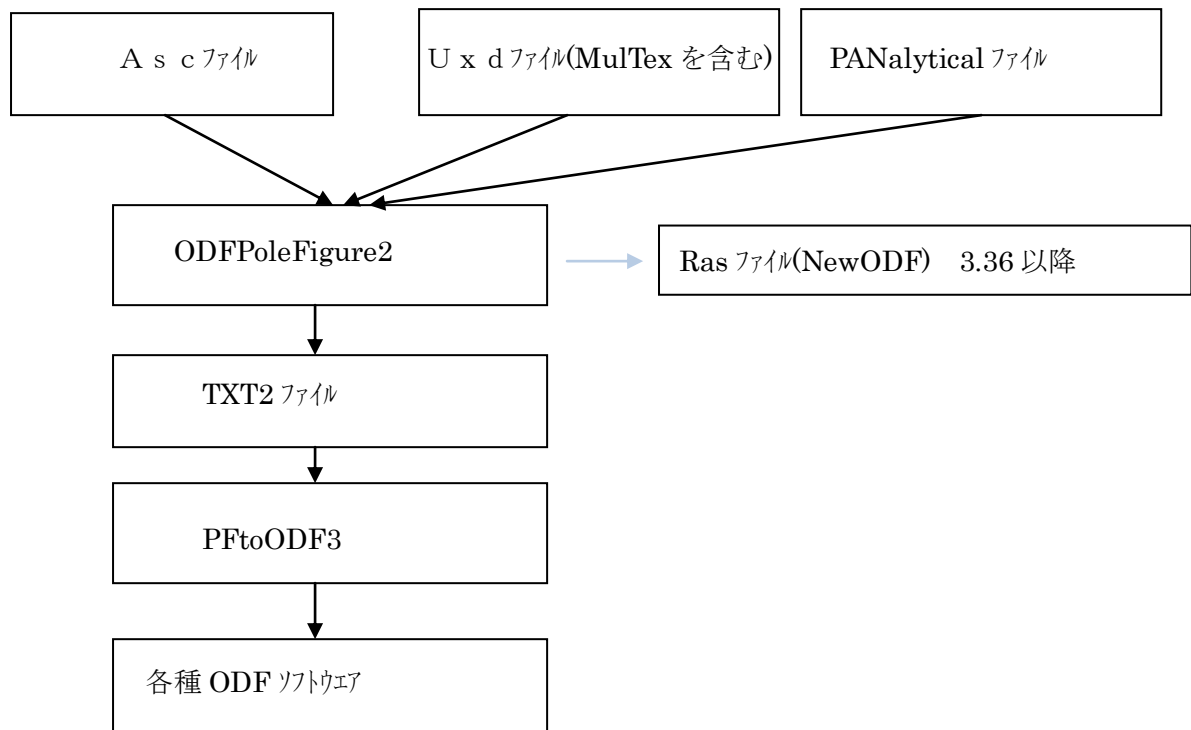 Ａｓｃﾌｧｲﾙ
Ｕｘｄﾌｧｲﾙ(MulTex を含む)
PANalytical ﾌｧｲﾙ
ODFPoleFigure2
Ras ﾌｧｲﾙ(NewODF)　3.36 以降
TXT2 ﾌｧｲﾙ
PFtoODF3
各種 ODF ｿﾌﾄｳｴｱ